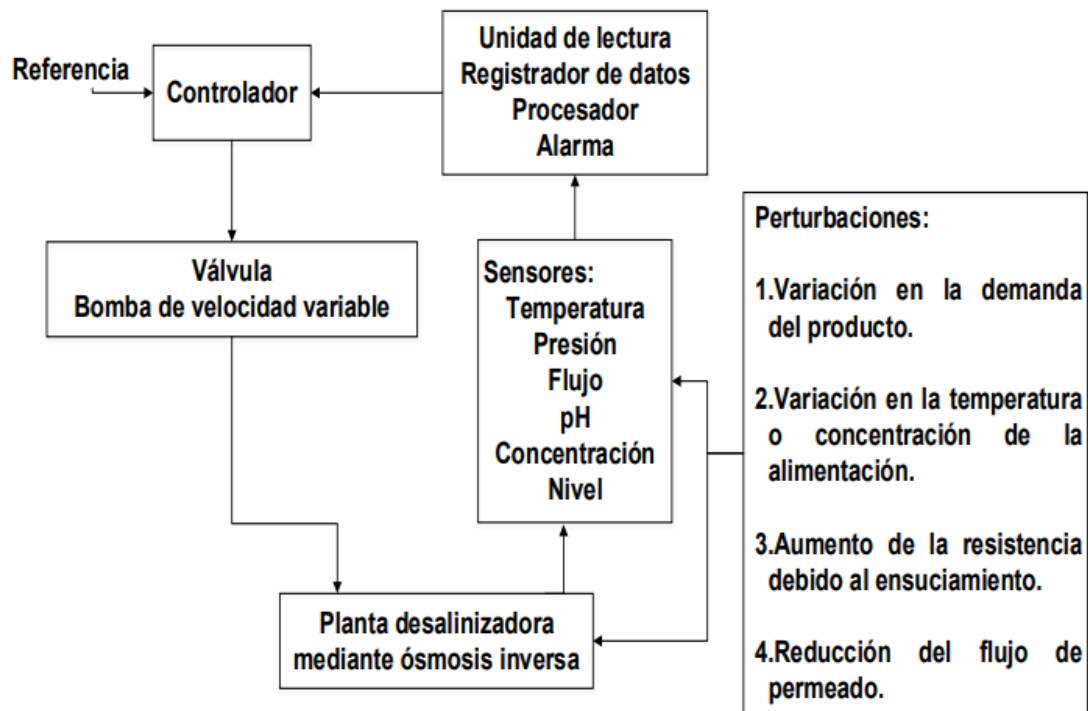 Referencia
Controlador
Unidad de lectura
Registrador de datos
Procesador
Alarma
Válvula
Bomba de velocidad variable
Sensores:
Temperatura
Presión
Flujo
pH
Concentración
Nivel
Perturbaciones:
1.Variación en la demanda
del producto.
2.Variación en la temperatura
o concentración de la
alimentación.
3.Aumento de la resistencia
debido al ensuciamiento.
4.Reducción del flujo de
permeado.
Planta desalinizadora
mediante ósmosis inversa